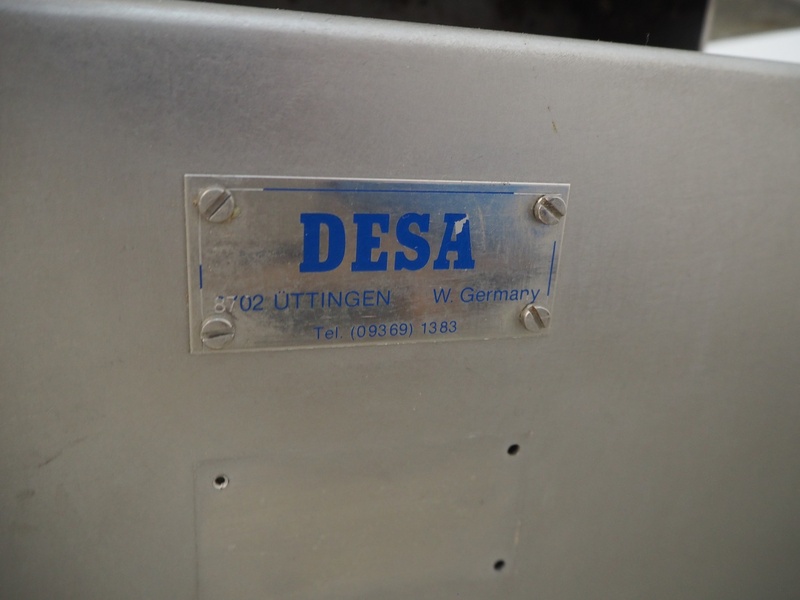 DESA
8702 ÜTTINGEN W. Germany
Tel. (09369) 1383